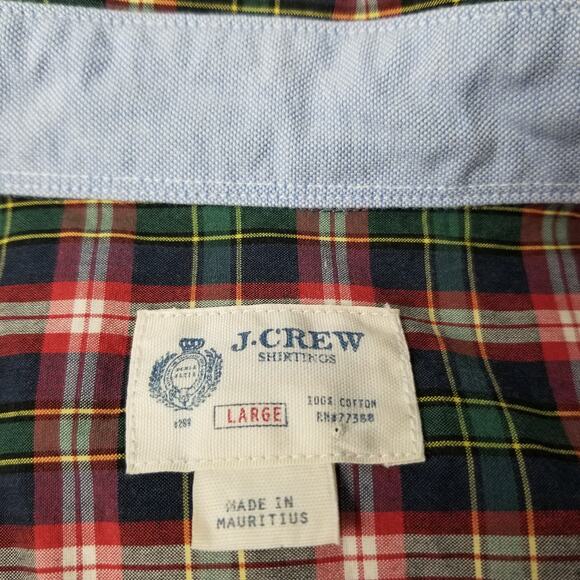 J.CREW
SHIRTINGS
LARGE
100% COTTON
RN#77388
MADE IN
MAURITIUS